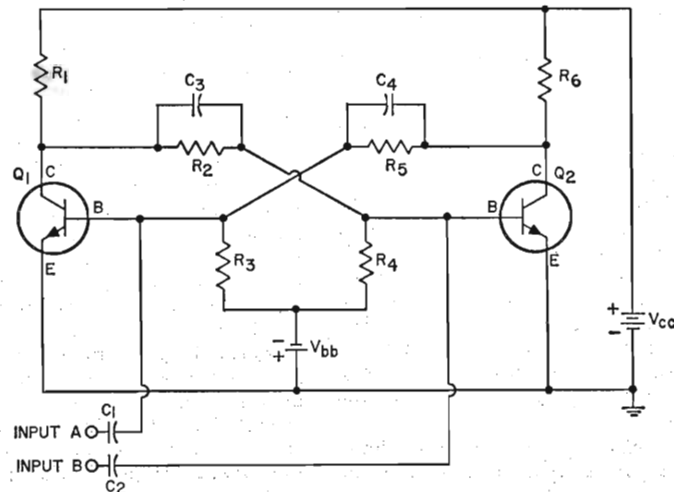 C3
C4
R1
R6
R2
R5
Q1
C
C
Q2
B
B
E
R3
R4
E
-
+
Vbb
+
-
Vcc
C1
INPUT A
INPUT B
C2